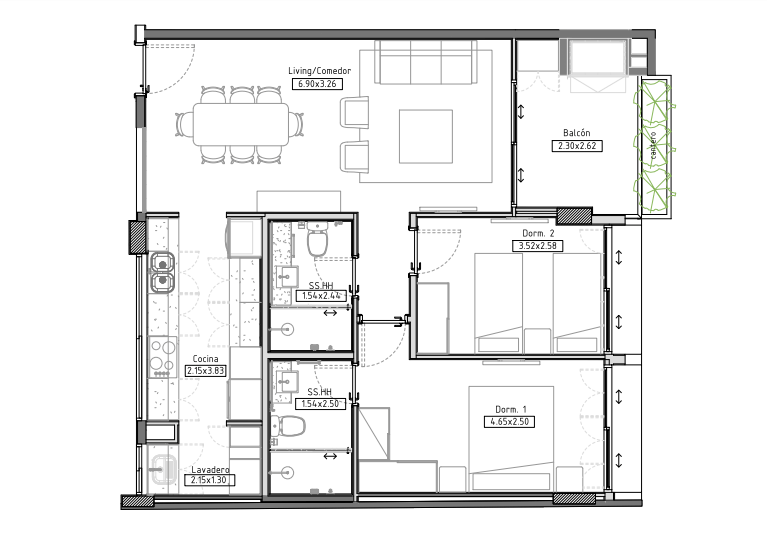 Living/Comedor
6.90x3.26
Balcón
2.30x2.62
cantero
Dorm. 2
3.52x2.58
SS.HH
1.54x2.44
Cocina
2.15x3.83
SS.HH
1.54x2.50
Dorm. 1
4.65x2.50
Lavadero
2.15x1.30